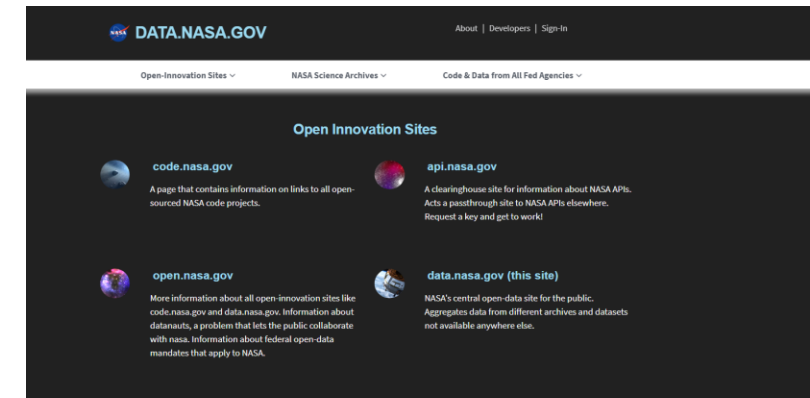 DATA.NASA.GOV
About | Developers | Sign-In
Open-Innovation Sites
NASA Science Archives
Code & Data from All Fed Agencies
Open Innovation Sites
code.nasa.gov
A page that contains information on links to all open-
sourced NASA code projects.
api.nasa.gov
A clearinghouse site for information about NASA APIs.
Acts a passthrough site to NASA APIs elsewhere.
Request a key and get to work!
open.nasa.gov
More information about all open-innovation sites like
code.nasa.gov and data.nasa.gov. Information about
datanauts, a problem that lets the public collaborate
with nasa. Information about federal open-data
mandates that apply to NASA.
data.nasa.gov (this site)
NASA's central open-data site for the public.
Aggregates data from different archives and datasets
not available anywhere else.